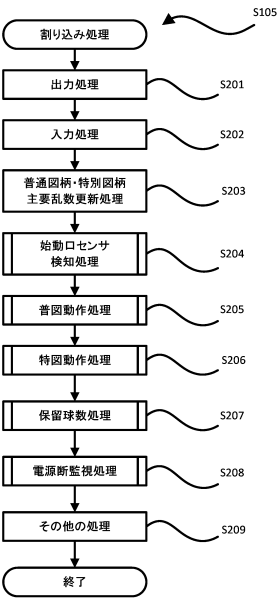 割り込み処理
S105
出力処理
S201
入力処理
S202
普通図柄・特別図柄
主要乱数更新処理
S203
始動口センサ
検知処理
S204
普図動作処理
S205
特図動作処理
S206
保留球数処理
S207
電源断監視処理
S208
その他の処理
S209
終了